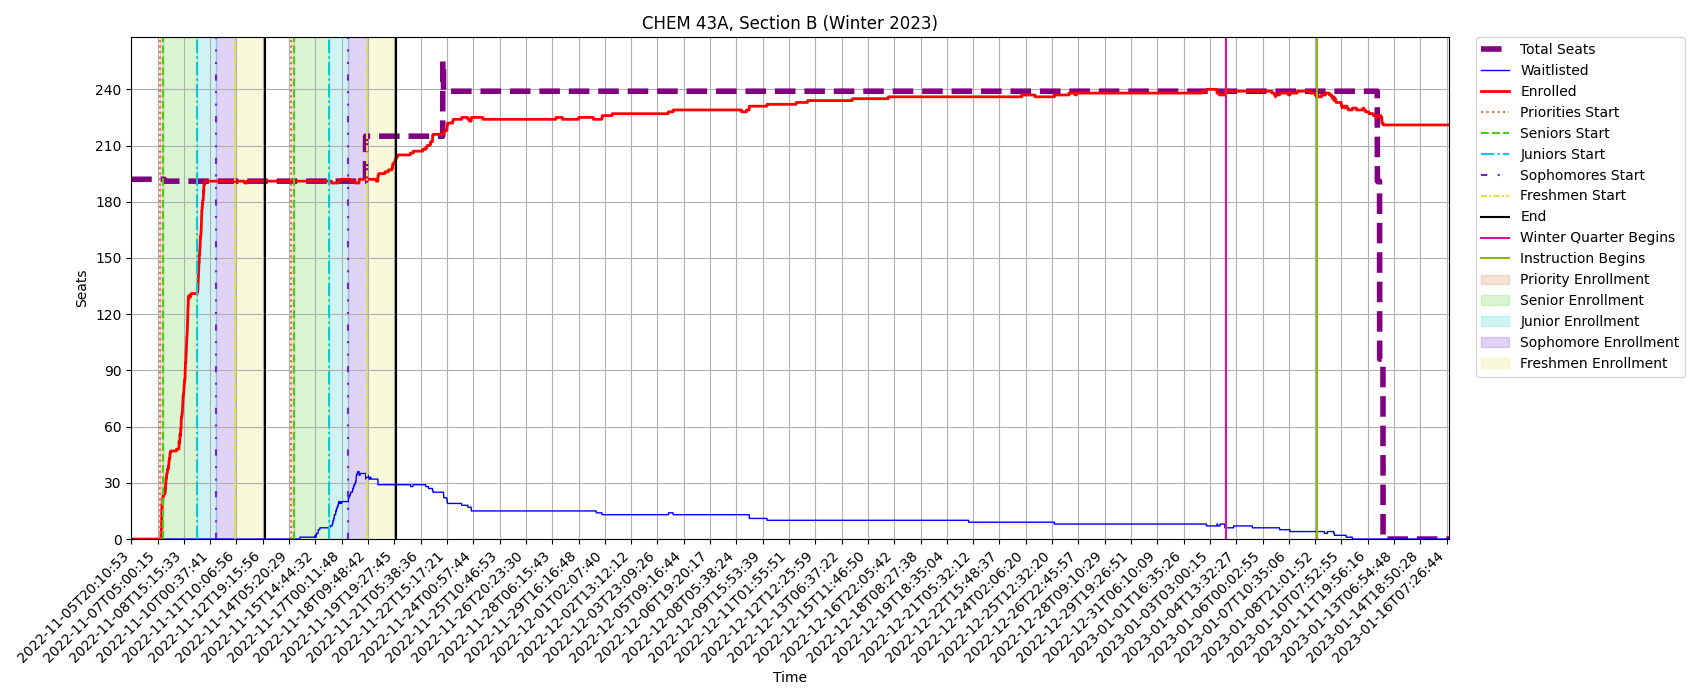 CHEM 43A, Section B (Winter 2023)
Seats
240
210
180
150
120
90
60
30
0
2022-11-05T20:10:53
2022-11-07T05:00:15
2022-11-08T15:15:33
2022-11-10T00:37:41
2022-11-11T10:06:56
2022-11-12T19:15:56
2022-11-14T05:20:29
2022-11-15T14:44:32
2022-11-17T00:11:48
2022-11-18T09:48:42
2022-11-19T19:27:45
2022-11-21T05:38:36
2022-11-22T15:17:21
2022-11-24T00:57:44
2022-11-25T10:46:53
2022-11-26T20:23:30
2022-11-28T06:15:43
2022-11-29T16:16:48
2022-12-01T02:07:40
2022-12-02T13:12:12
2022-12-03T23:09:26
2022-12-05T09:16:44
2022-12-06T19:20:17
2022-12-08T05:38:24
2022-12-09T15:53:39
2022-12-11T01:55:51
2022-12-12T12:25:59
2022-12-13T06:37:22
2022-12-15T11:46:50
2022-12-16T22:05:42
2022-12-18T08:27:38
2022-12-19T18:35:04
2022-12-21T05:32:12
2022-12-22T15:48:37
2022-12-24T02:06:20
2022-12-25T12:32:20
2022-12-26T22:45:57
2022-12-28T09:10:29
2022-12-29T19:26:51
2022-12-31T06:10:09
2023-01-01T16:35:26
2023-01-03T03:00:15
2023-01-04T13:32:27
2023-01-06T00:02:55
2023-01-07T10:35:06
2023-01-08T21:01:52
2023-01-10T07:52:55
2023-01-11T19:56:16
2023-01-13T06:54:48
2023-01-14T18:50:28
2023-01-16T07:26:44
Time
Total Seats
Waitlisted
Enrolled
Priorities Start
Seniors Start
Juniors Start
Sophomores Start
Freshmen Start
End
Winter Quarter Begins
Instruction Begins
Priority Enrollment
Senior Enrollment
Junior Enrollment
Sophomore Enrollment
Freshmen Enrollment